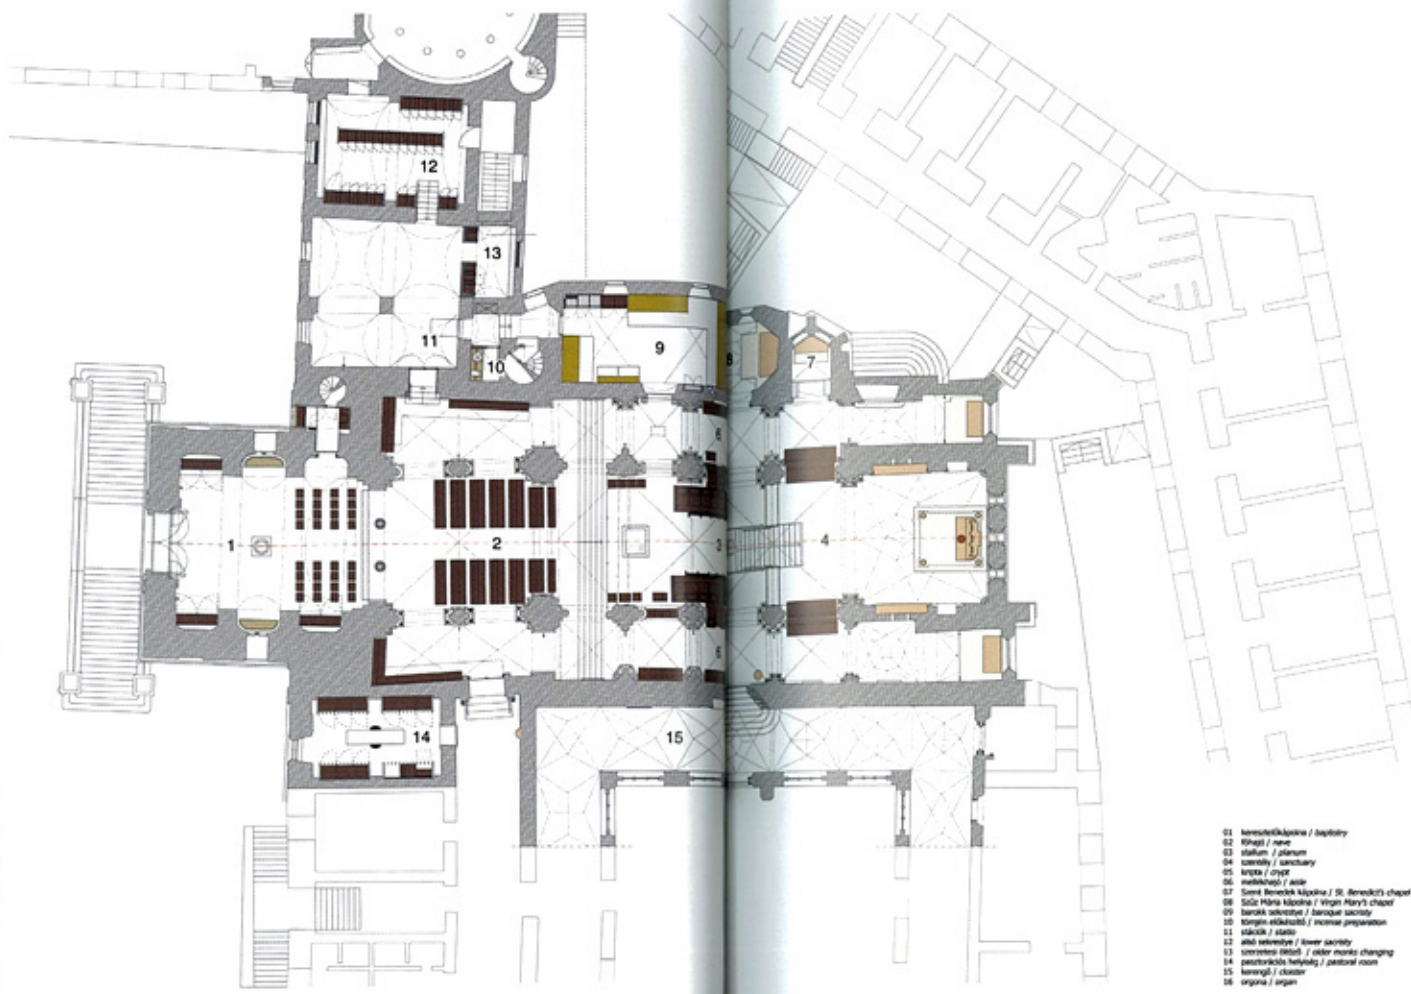 12
13
11
10
9
8
7
1
2
3
4
14
15
01 keresztelőkápolna / baptistry
02 főhajó / nave
03 stallum / planum
04 szentély / sanctuary
05 kripta / crypt
06 mellékhajó / aisle
07 Szent Benedek kápolna / St. Benedict's chapel
08 Szűz Mária kápolna / Virgin Mary's chapel
09 barokk sekrestye / baroque sacristy
10 tömjén előkészítő / incense preparation
11 stációk / statio
12 alsó sekrestye / lower sacristy
13 szerzetesi öltöző / older monks changing
14 pasztorációs helyiség / pastoral room
15 kerengő / cloister
16 orgona / organ